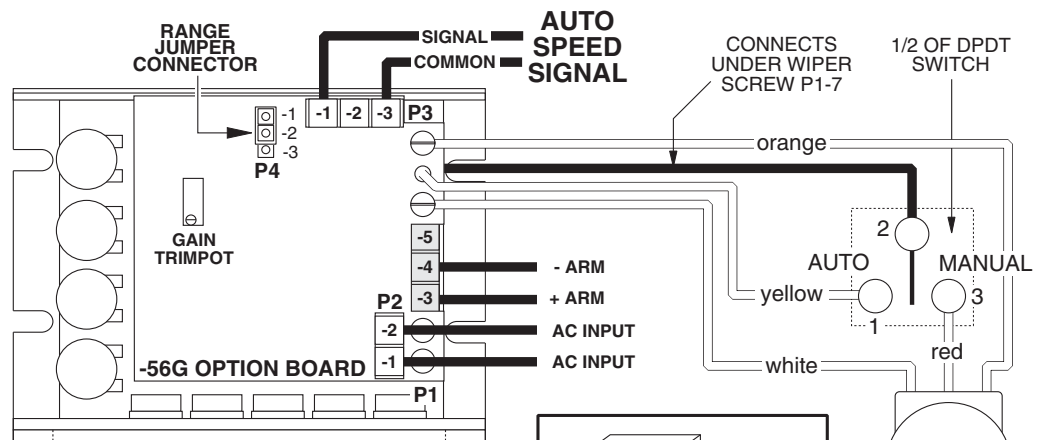 RANGE
JUMPER
CONNECTOR
SIGNAL
COMMON
AUTO
SPEED
SIGNAL
CONNECTS
UNDER WIPER
SCREW P1-7
1/2 OF DPDT
SWITCH
-1
-2
-3
P4
-1 -2 -3 P3
orange
GAIN
TRIMPOT
-5
-4
-3
- ARM
+ ARM
P2
-2
-1
AC INPUT
AC INPUT
-56G OPTION BOARD
P1
2
AUTO
MANUAL
yellow
1
3
red
white